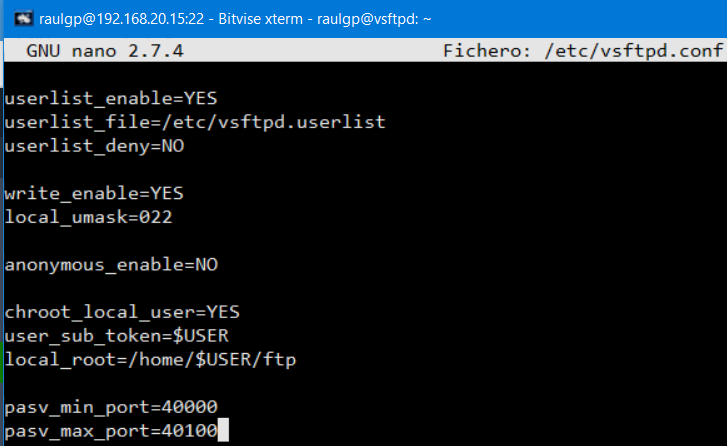 raulgp@192.168.20.15:22 - Bitvise xterm - raulgp@vsftpd: ~
GNU nano 2.7.4 Fichero: /etc/vsftpd.conf
userlist_enable=YES
userlist_file=/etc/vsftpd.userlist
userlist_deny=NO
write_enable=YES
local_umask=022
anonymous_enable=NO
chroot_local_user=YES
user_sub_token=$USER
local_root=/home/$USER/ftp
pasv_min_port=40000
pasv_max_port=40100